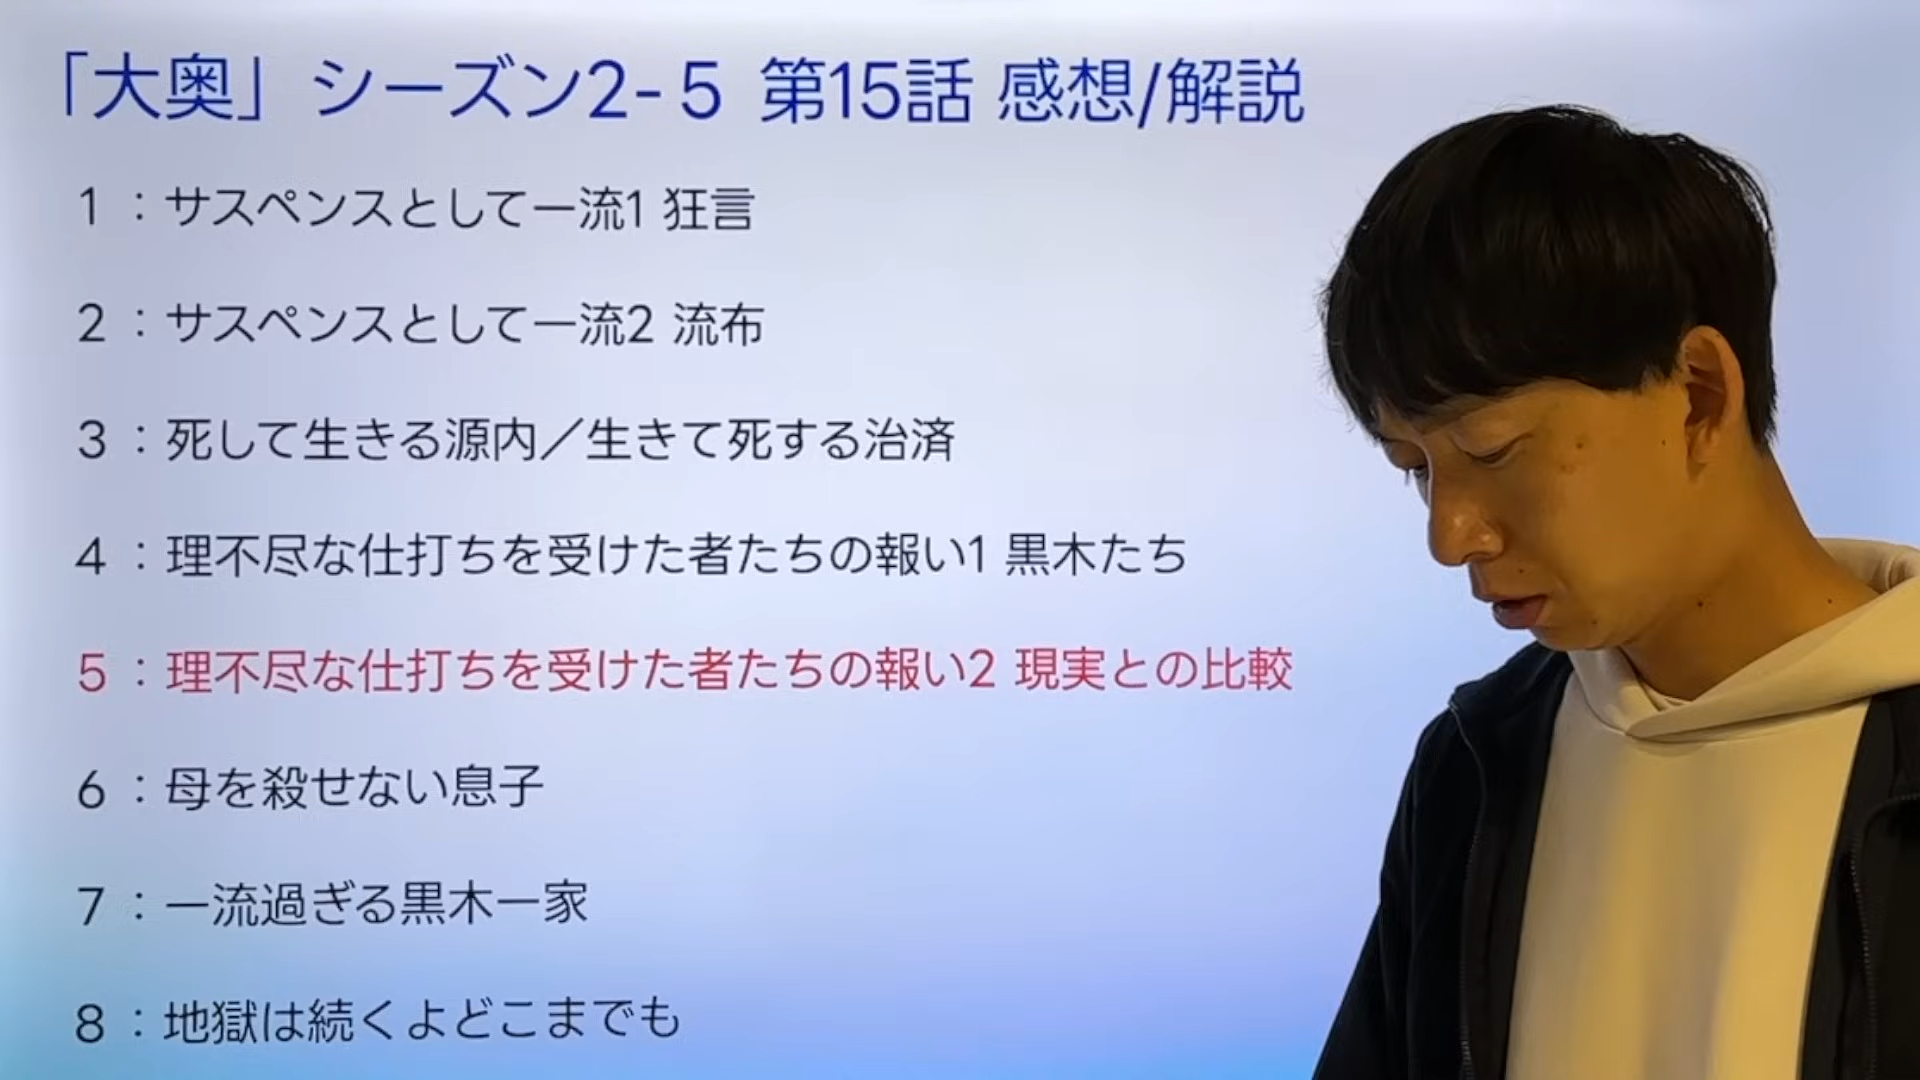 「大奥」シーズン2-5 第15話 感想/解説
1：サスペンスとして一流1 狂言
2：サスペンスとして一流2 流布
3：死して生きる源内／生きて死する治済
4：理不尽な仕打ちを受けた者たちの報い1 黒木たち
5：理不尽な仕打ちを受けた者たちの報い2 現実との比較
6：母を殺せない息子
7：一流過ぎる黒木一家
8：地獄は続くよどこまでも